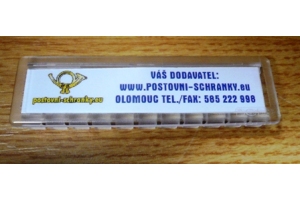 VÁŠ DODAVATEL:
WWW.POSTOVNI-SCHRANKY.eu
OLOMOUC TEL./FAX: 585 222 998
postovni-schranky.eu